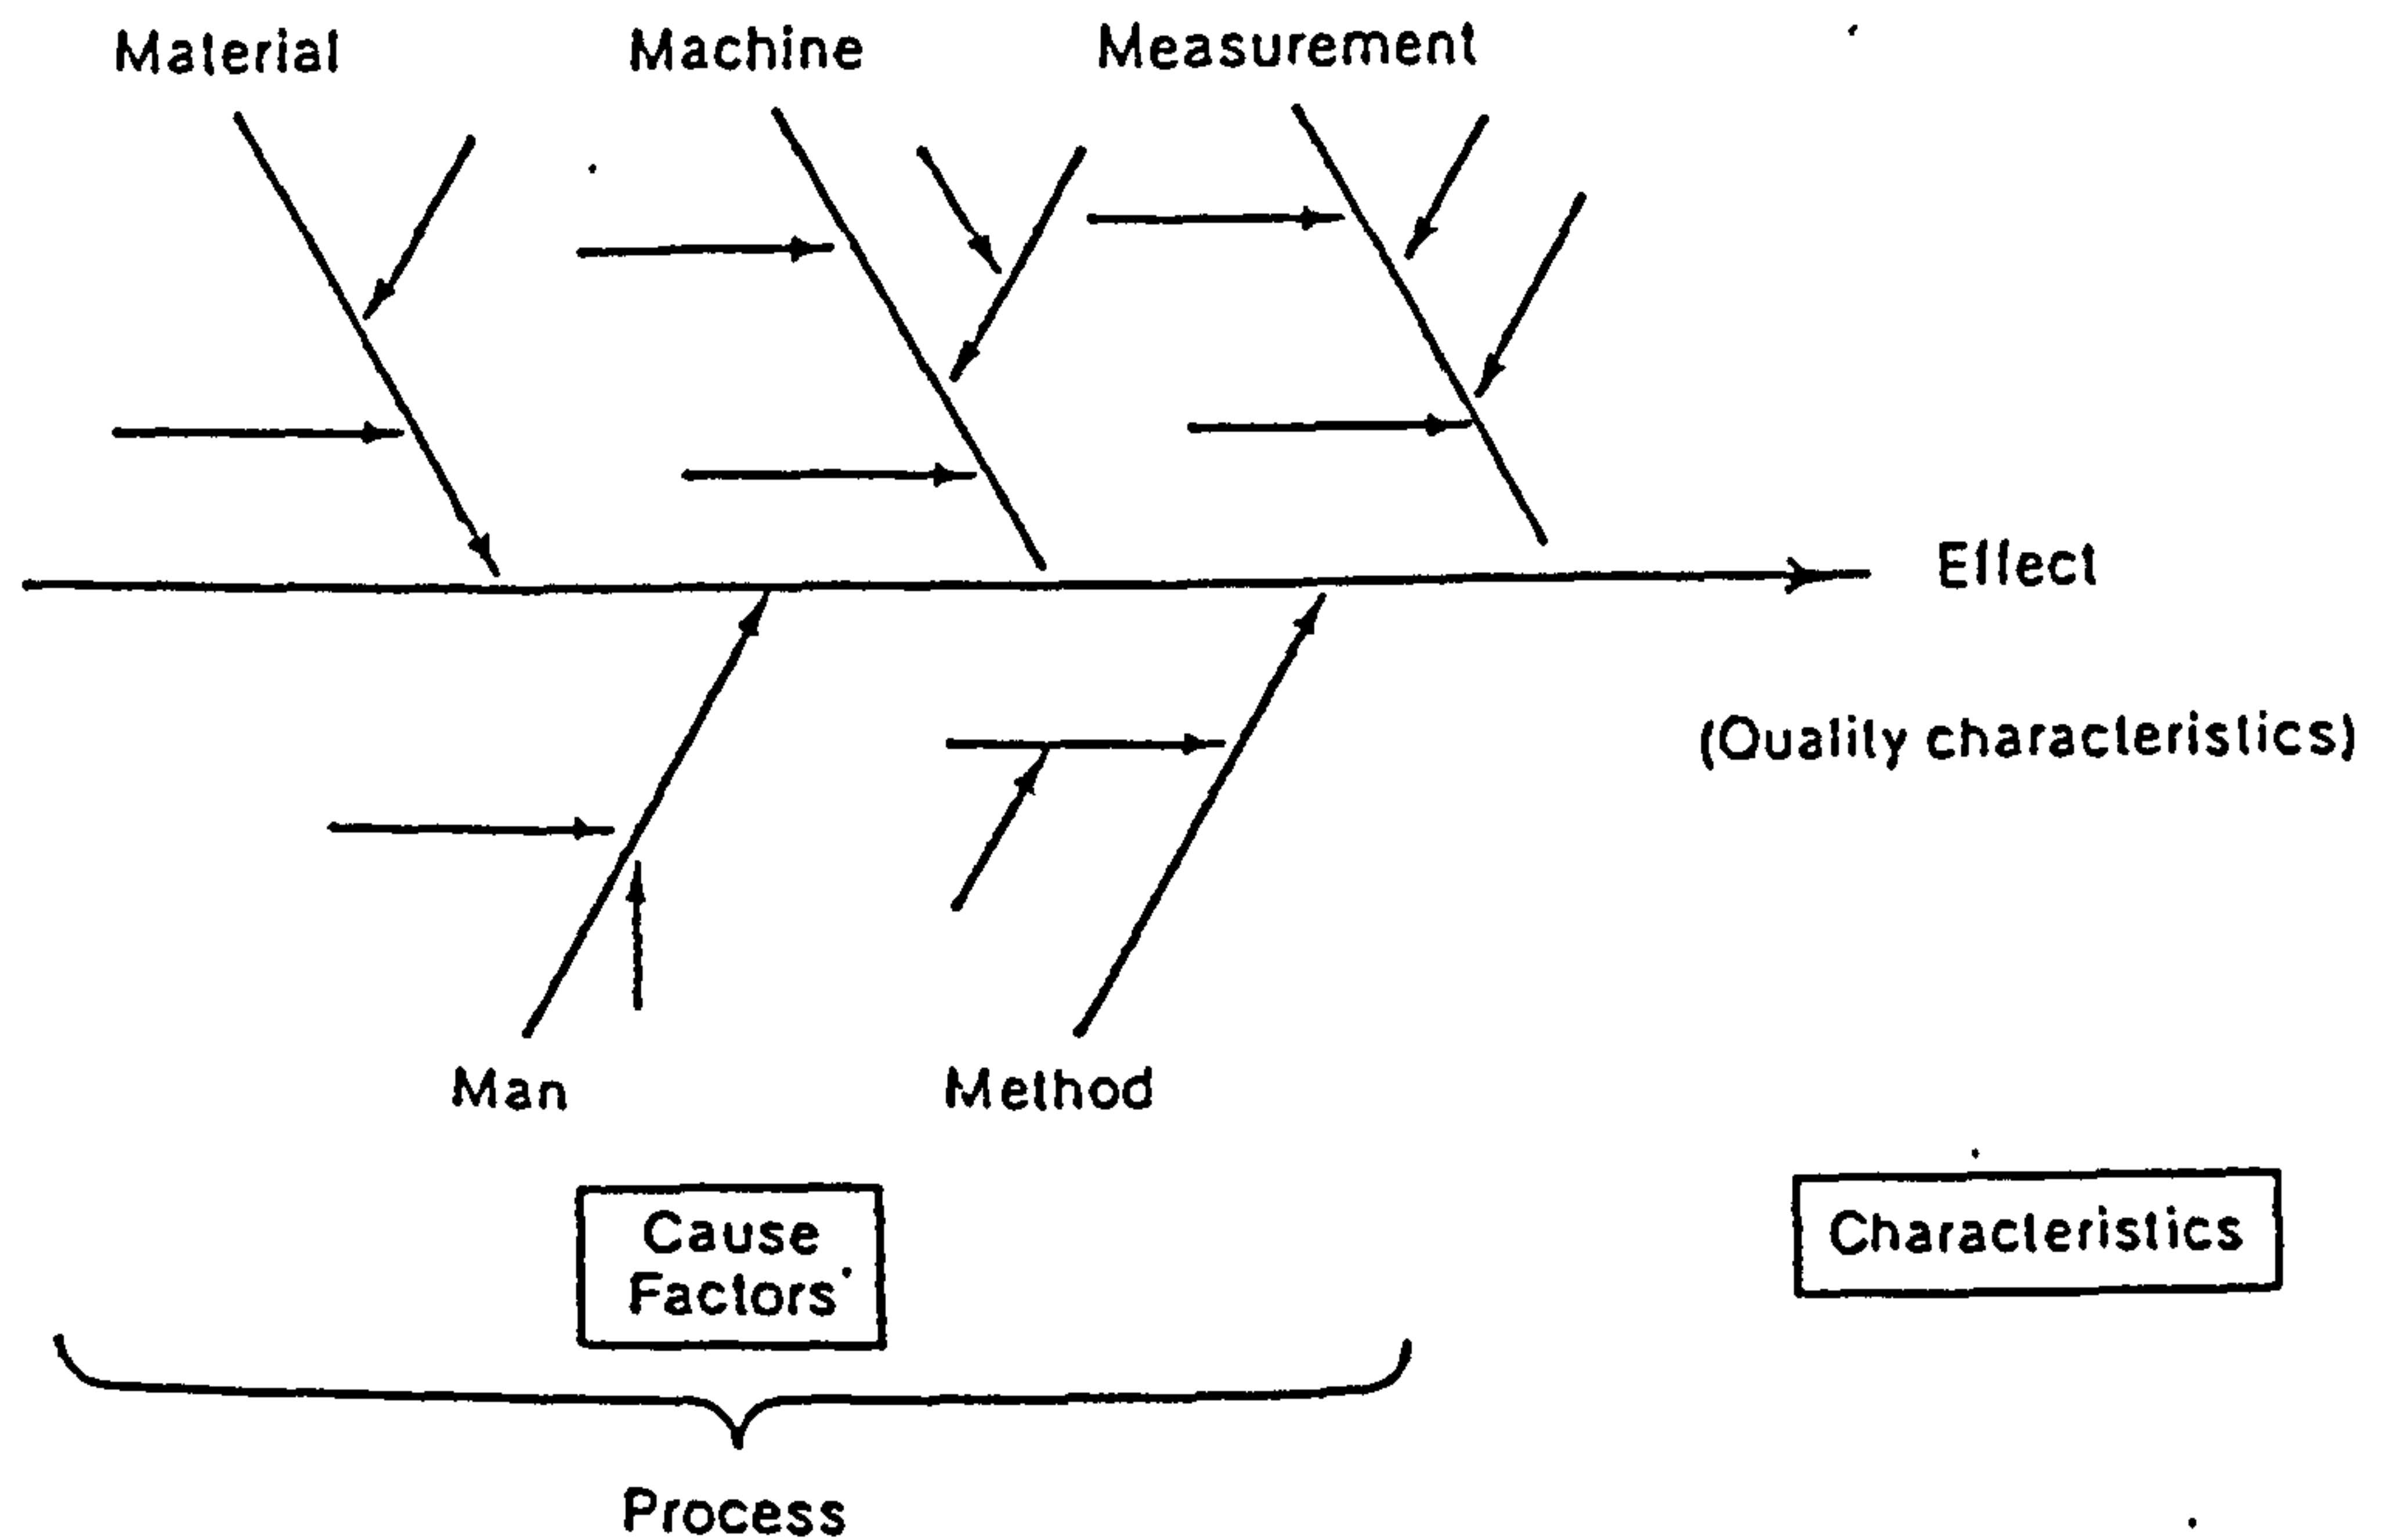 Material
Machine
Measurement
Effect
(Quality characteristics)
Man
Method
Cause
Factors
Characteristics
Process